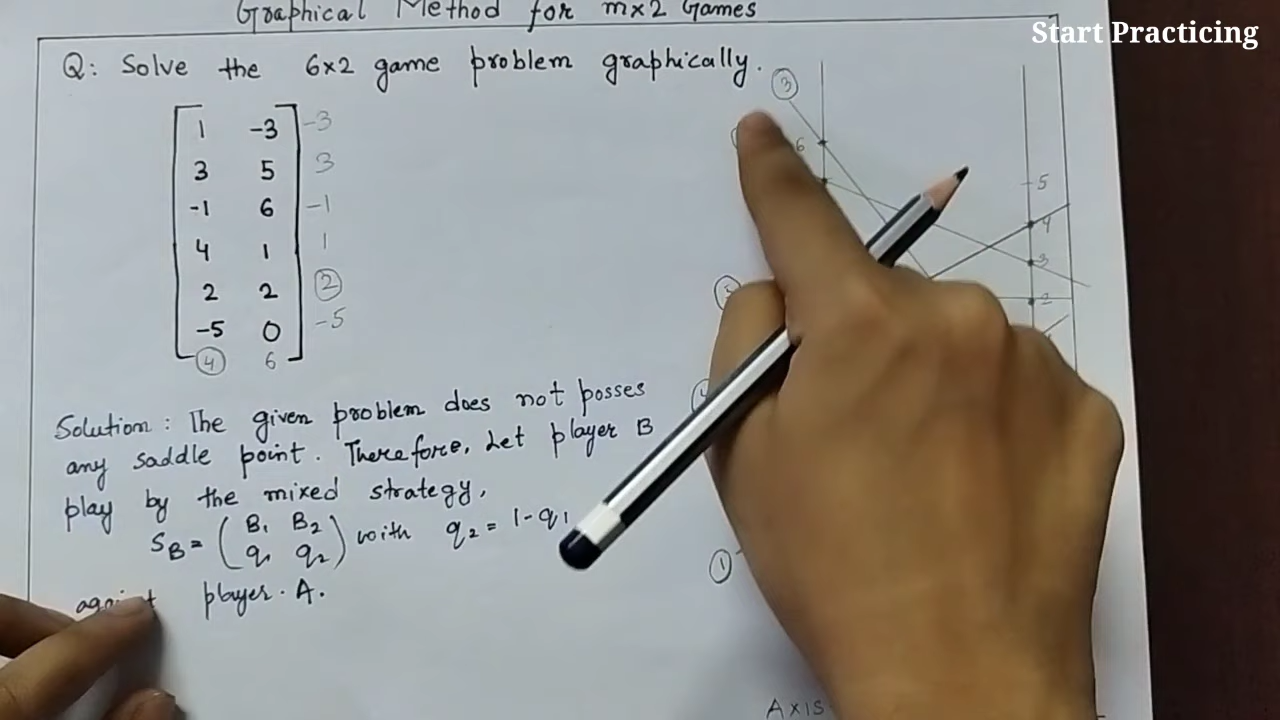 Graphical Method for m×2 Games
Start Practicing
Q: Solve the 6×2 game problem graphically.
1 -3 -3
3 5 3
-1 6 -1
4 1 1
2 2 2
-5 0 -5
4 6
Solution: The given problem does not posses
any saddle point. Therefore, Let player B
play by the mixed strategy,
S_B = ( B₁ B₂
q₁ q₂ ) with q₂ = 1-q₁
against player A.
3
6
5
4
3
2
1
Axis